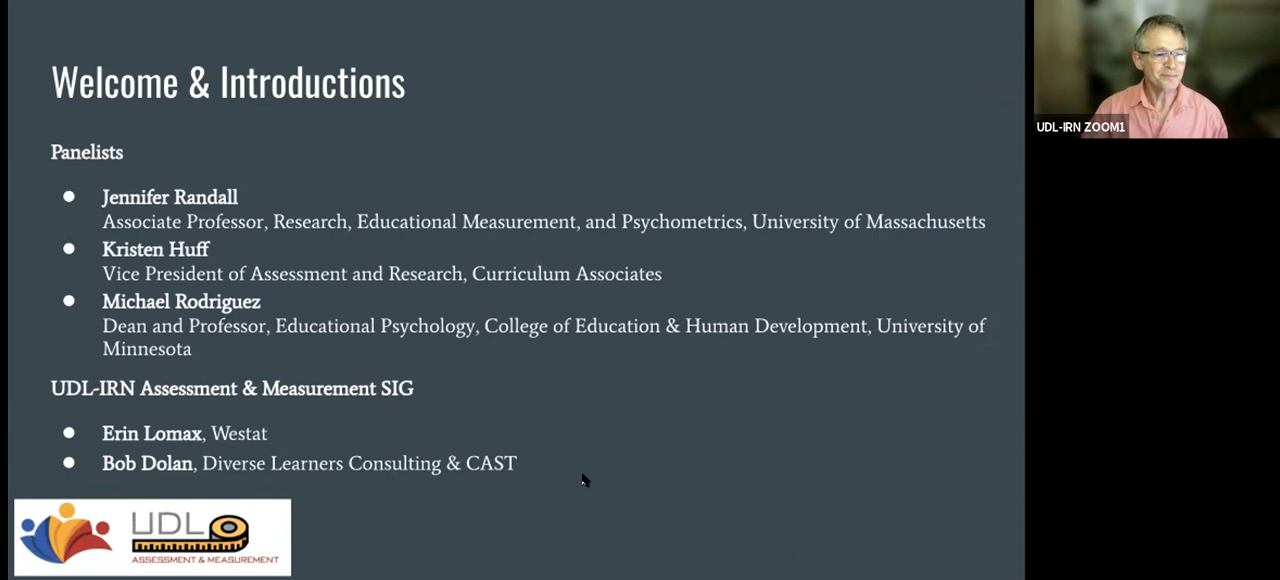 Welcome & Introductions
Panelists
Jennifer Randall
Associate Professor, Research, Educational Measurement, and Psychometrics, University of Massachusetts
Kristen Huff
Vice President of Assessment and Research, Curriculum Associates
Michael Rodriguez
Dean and Professor, Educational Psychology, College of Education & Human Development, University of
Minnesota
UDL-IRN Assessment & Measurement SIG
Erin Lomax, Westat
Bob Dolan, Diverse Learners Consulting & CAST
UDL
ASSESSMENT & MEASUREMENT
UDL-IRN ZOOM1